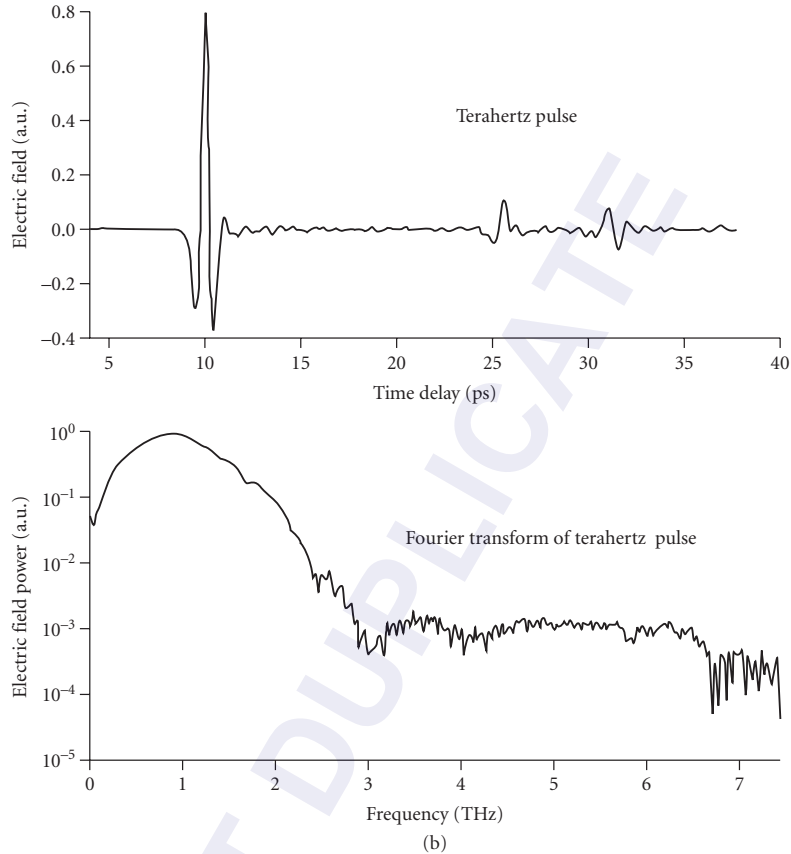 0.8
0.6
0.4
0.2
0.0
–0.2
–0.4
Electric field (a.u.)
Terahertz pulse
5 10 15 20 25 30 35 40
Time delay (ps)
10⁰
10⁻¹
10⁻²
10⁻³
10⁻⁴
10⁻⁵
Electric field power (a.u.)
Fourier transform of terahertz pulse
0 1 2 3 4 5 6 7
Frequency (THz)
(b)
T DUPLICATE